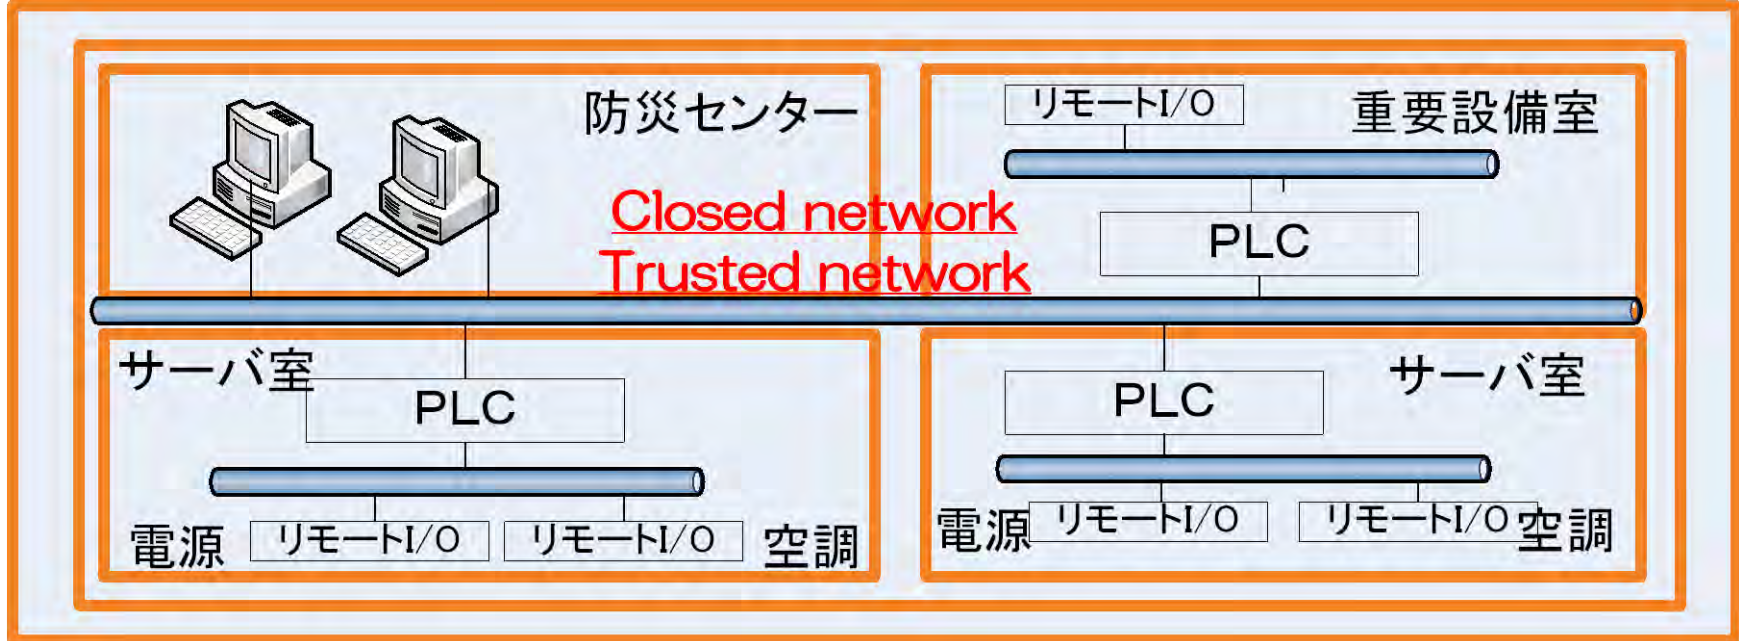 防災センター
リモートI/O
重要設備室
Closed network
Trusted network
PLC
サーバ室
PLC
電源
リモートI/O
リモートI/O
空調
サーバ室
PLC
電源
リモートI/O
リモートI/O
空調